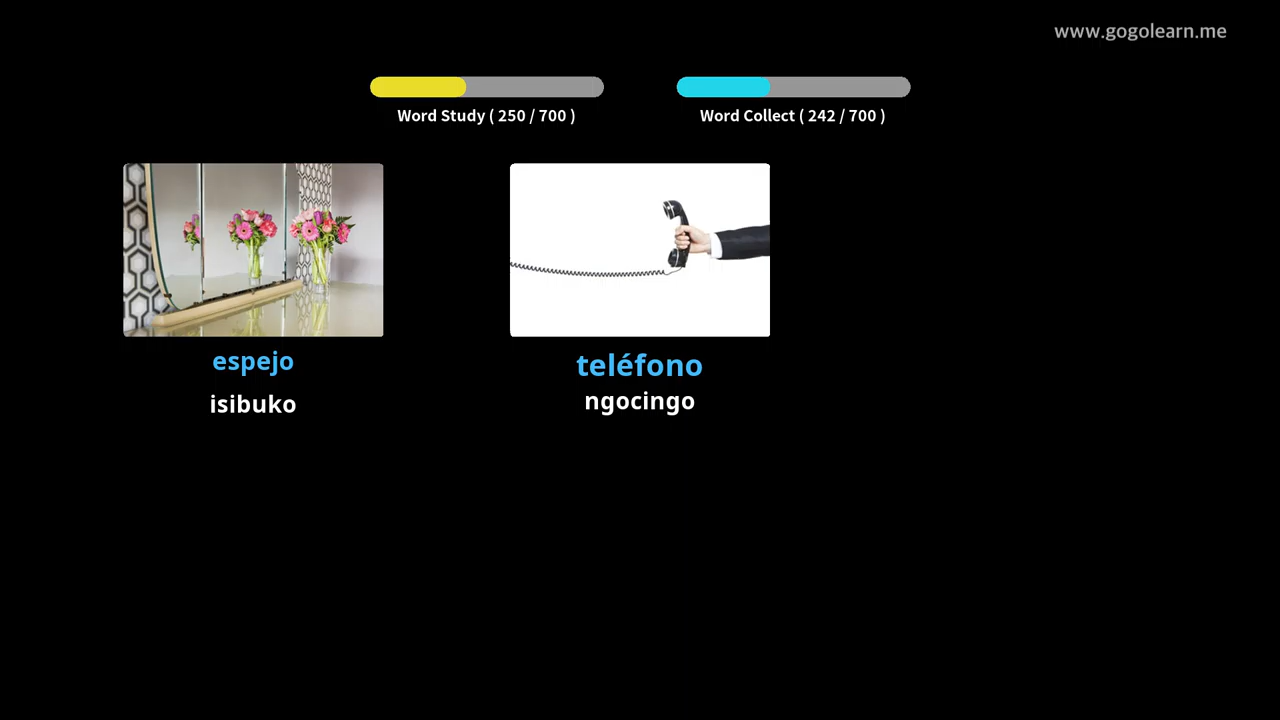 www.gogolearn.me
Word Study ( 250 / 700 )
Word Collect ( 242 / 700 )
espejo
isibuko
teléfono
ngocingo